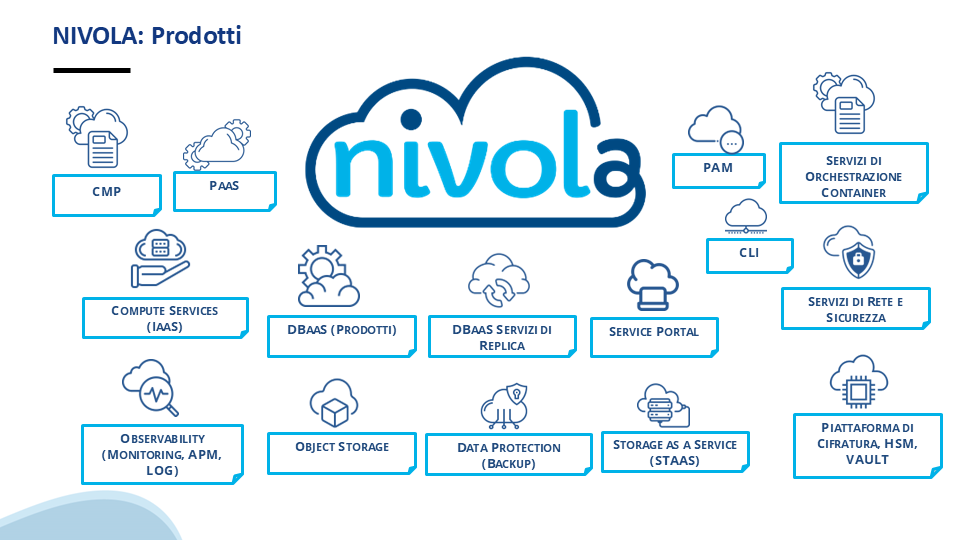 NIVOLA: Prodotti
nivola
CMP
PAAS
PAM
SERVIZI DI
ORCHESTRAZIONE
CONTAINER
CLI
COMPUTE SERVICES
(IAAS)
DBAAS (PRODOTTI)
DBAAS SERVIZI DI
REPLICA
SERVICE PORTAL
SERVIZI DI RETE E
SICUREZZA
OBSERVABILITY
(MONITORING, APM,
LOG)
OBJECT STORAGE
DATA PROTECTION
(BACKUP)
STORAGE AS A SERVICE
(STAAS)
PIATTAFORMA DI
CIFRATURA, HSM,
VAULT